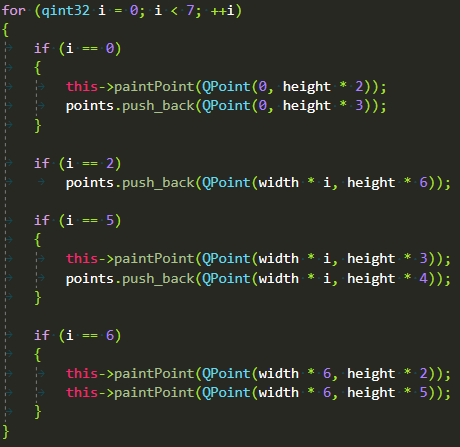 for (qint32 i = 0; i < 7; ++i)
{
    if (i == 0)
    {
        this->paintPoint(QPoint(0, height * 2));
        points.push_back(QPoint(0, height * 3));
    }

    if (i == 2)
        points.push_back(QPoint(width * i, height * 6));

    if (i == 5)
    {
        this->paintPoint(QPoint(width * i, height * 3));
        points.push_back(QPoint(width * i, height * 4));
    }

    if (i == 6)
    {
        this->paintPoint(QPoint(width * 6, height * 2));
        this->paintPoint(QPoint(width * 6, height * 5));
    }
}